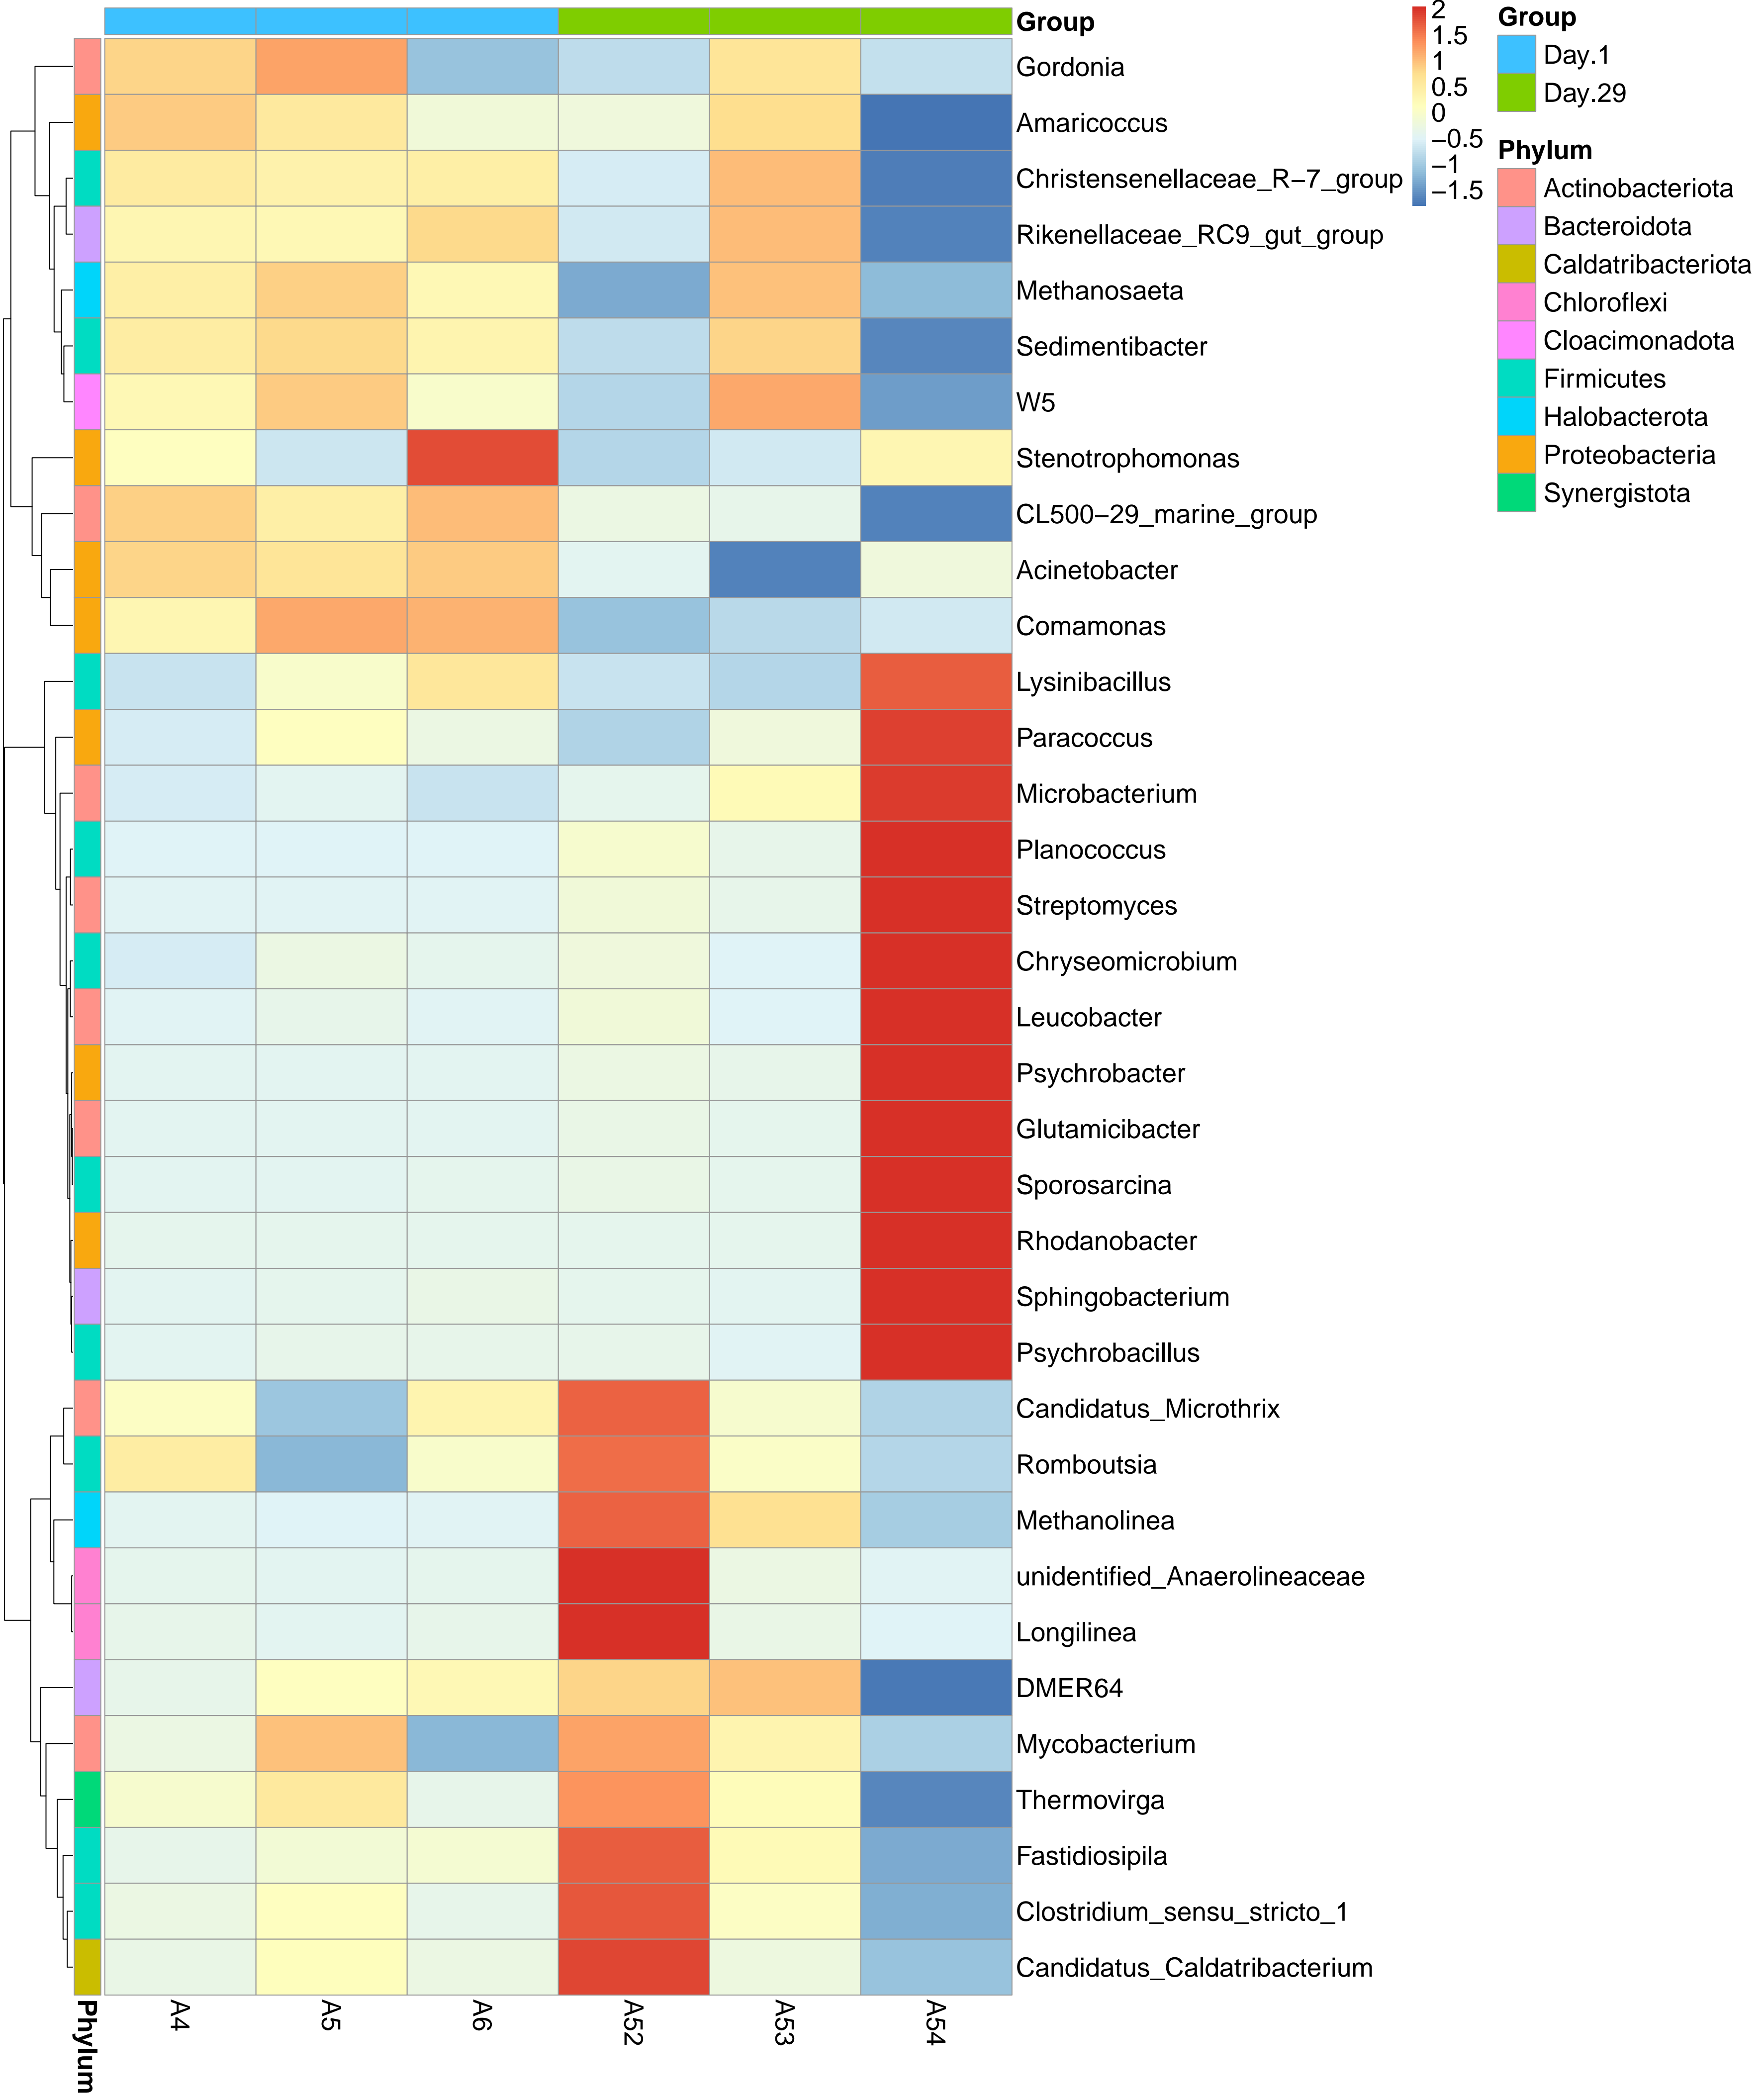 Group
Gordonia
Amaricoccus
Christensenellaceae_R−7_group
Rikenellaceae_RC9_gut_group
Methanosaeta
Sedimentibacter
W5
Stenotrophomonas
CL500−29_marine_group
Acinetobacter
Comamonas
Lysinibacillus
Paracoccus
Microbacterium
Planococcus
Streptomyces
Chryseomicrobium
Leucobacter
Psychrobacter
Glutamicibacter
Sporosarcina
Rhodanobacter
Sphingobacterium
Psychrobacillus
Candidatus_Microthrix
Romboutsia
Methanolinea
unidentified_Anaerolineaceae
Longilinea
DMER64
Mycobacterium
Thermovirga
Fastidiosipila
Clostridium_sensu_stricto_1
Candidatus_Caldatribacterium
Phylum
A4
A5
A6
A52
A53
A54
2
1.5
1
0.5
0
−0.5
−1
−1.5
Group
Day.1
Day.29
Phylum
Actinobacteriota
Bacteroidota
Caldatribacteriota
Chloroflexi
Cloacimonadota
Firmicutes
Halobacterota
Proteobacteria
Synergistota